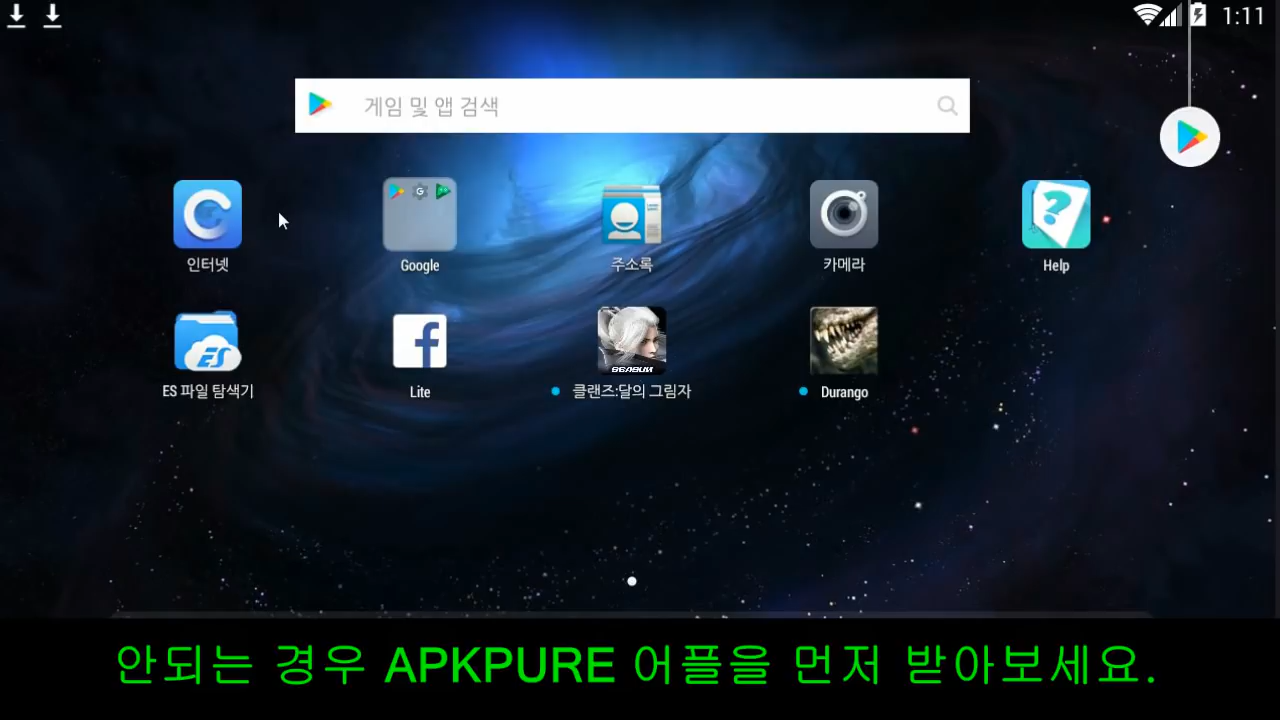 1:11
게임 및 앱 검색
G
인터넷
Google
주소록
카메라
Help
ES
SEASUN
ES 파일 탐색기
Lite
클랜즈:달의 그림자
Durango
안되는 경우 APKPURE 어플을 먼저 받아보세요.